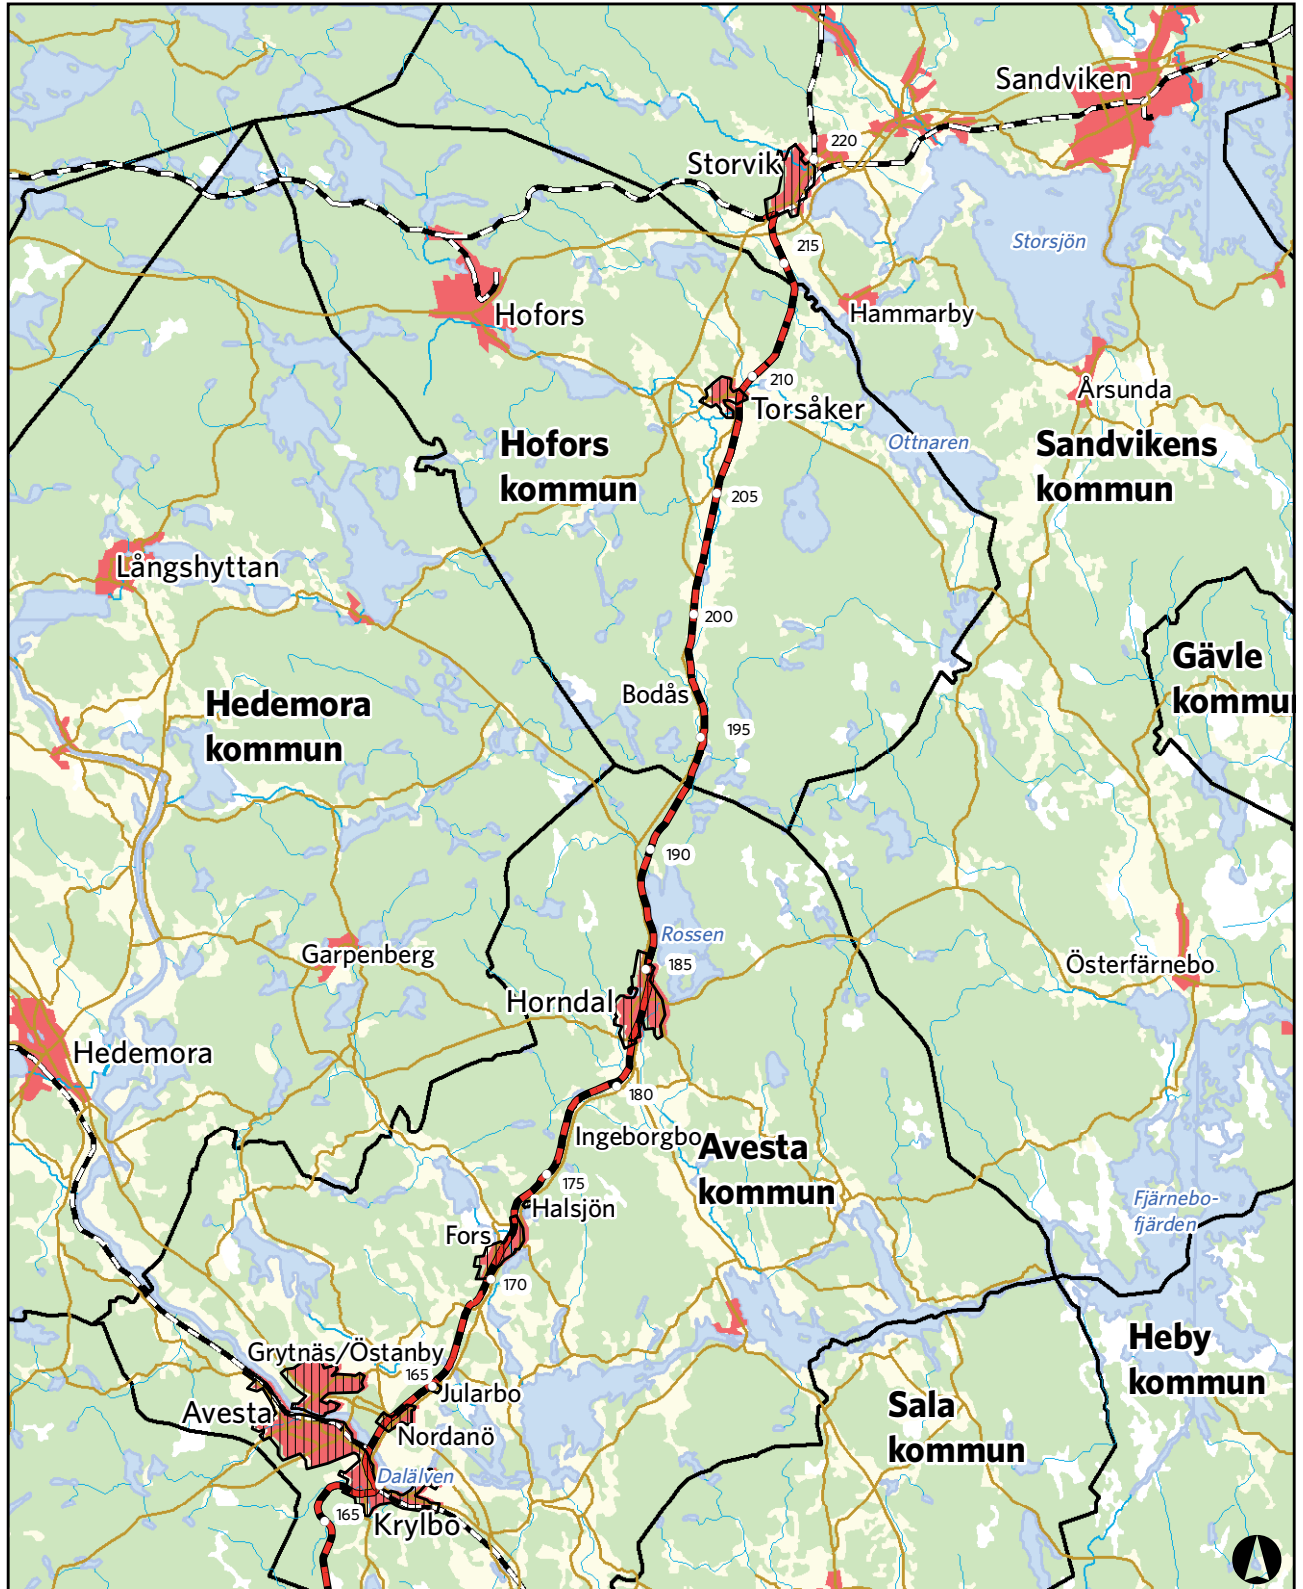 Sandviken
220
Storvik
Storsjön
215
Hammarby
Hofors
210
Årsunda
Torsåker
Hofors
kommun
Ottnaren
Sandvikens
kommun
205
Långshyttan
200
Gävle
kommun
Bodås
Hedemora
kommun
195
190
Rossen
Garpenberg
185
Österfärnebo
Horndal
Hedemora
180
Ingeborgbo
Avesta
kommun
175
Halsjön
Fjärnebo-
fjärden
Fors
170
Heby
kommun
Grytnäs/Östanby
165
Jularbo
Sala
kommun
Avesta
Nordanö
Dalälven
165
Krylbo